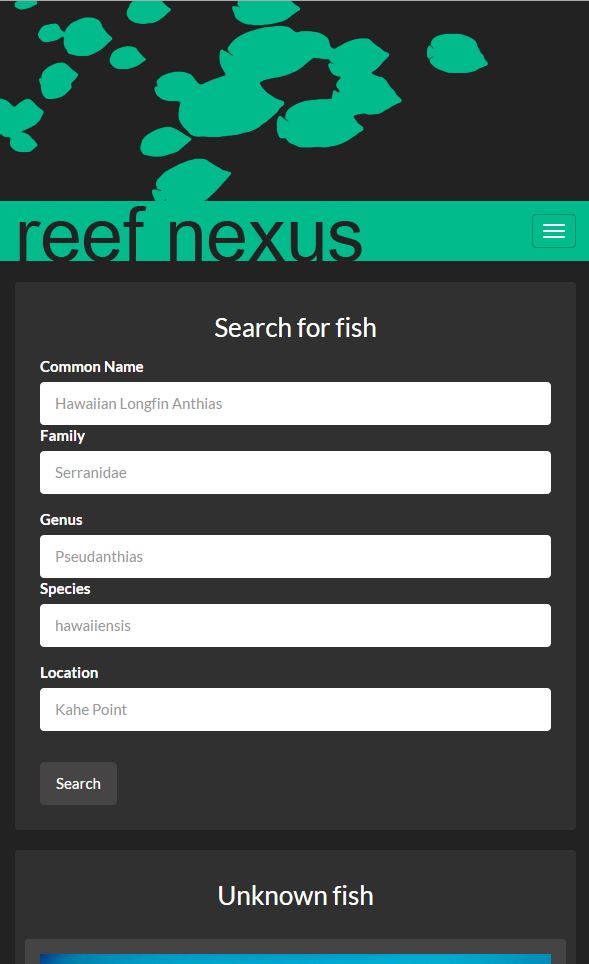 reef nexus
Search for fish
Common Name
Hawaiian Longfin Anthias
Family
Serranidae
Genus
Pseudanthias
Species
hawaiiensis
Location
Kahe Point
Search
Unknown fish